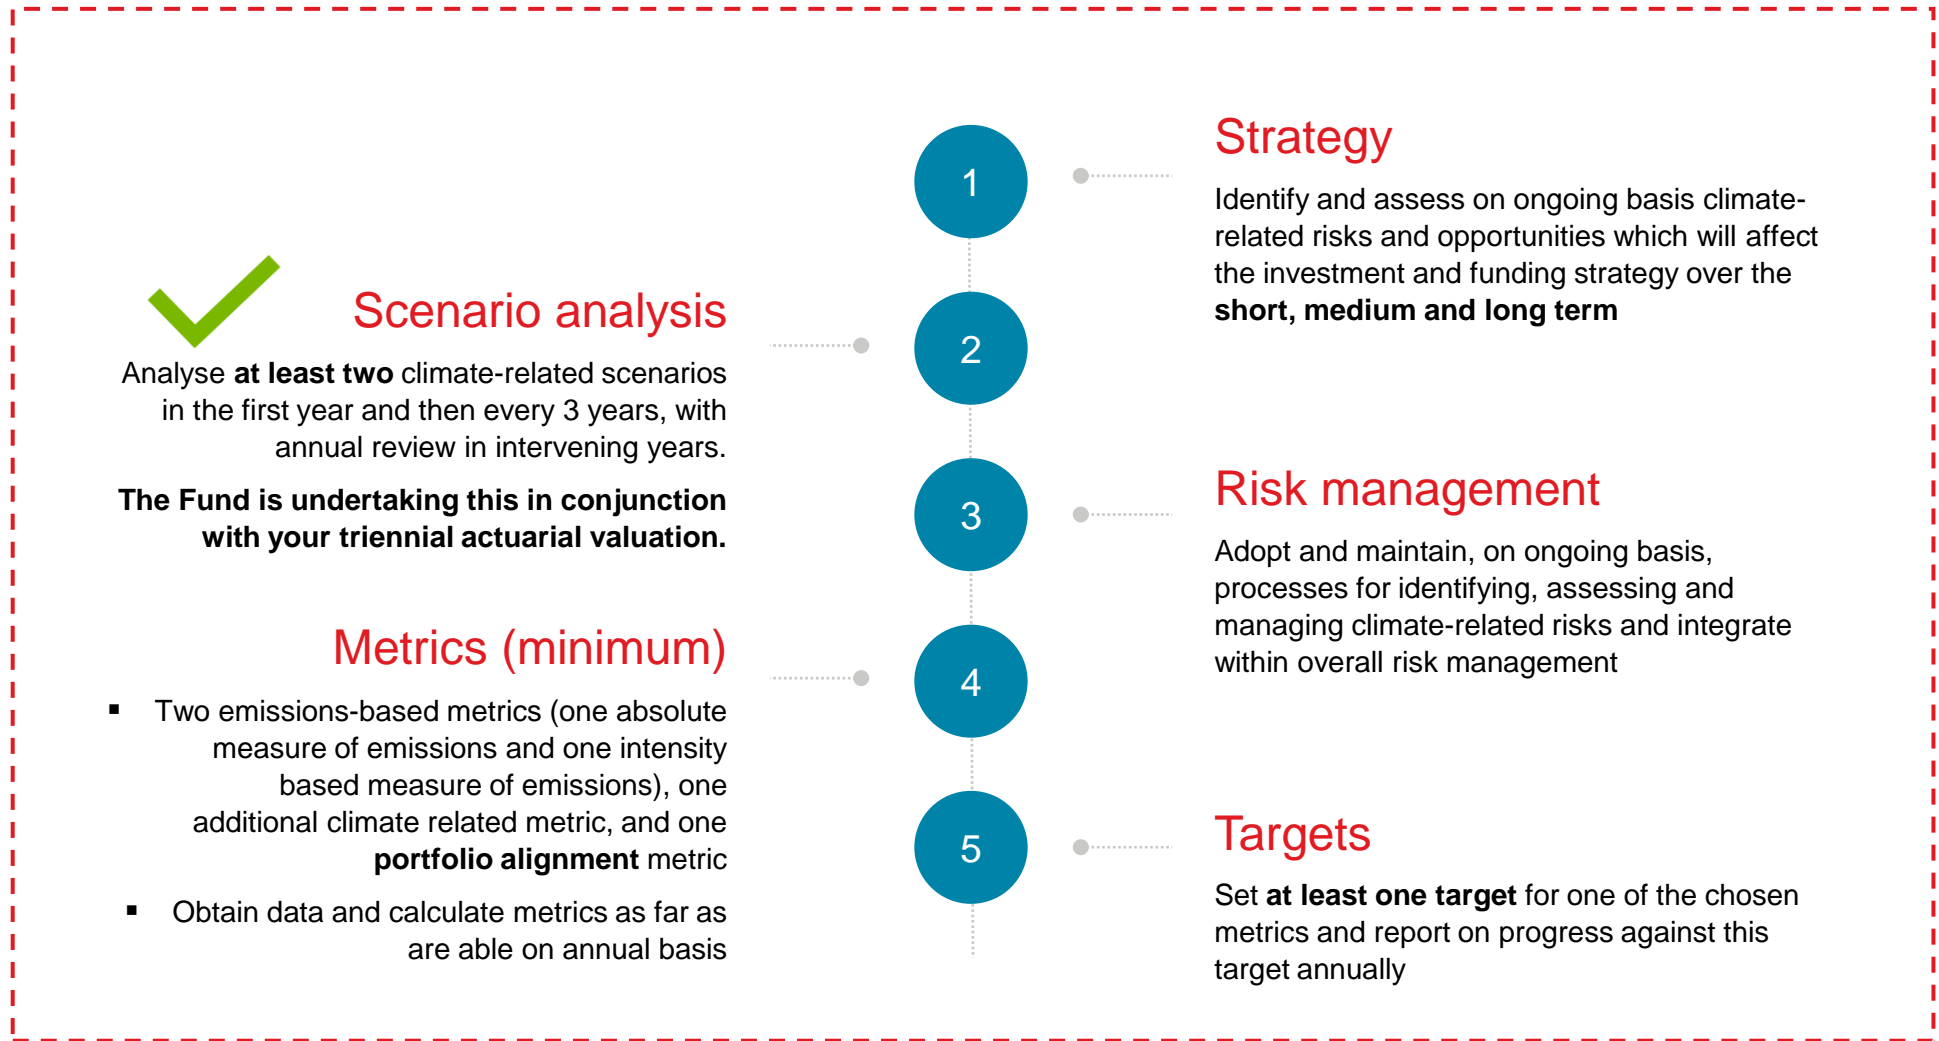 1
Strategy
Identify and assess on ongoing basis climate-
related risks and opportunities which will affect
the investment and funding strategy over the
short, medium and long term
2
Scenario analysis
Analyse at least two climate-related scenarios
in the first year and then every 3 years, with
annual review in intervening years.
The Fund is undertaking this in conjunction
with your triennial actuarial valuation.
3
Risk management
Adopt and maintain, on ongoing basis,
processes for identifying, assessing and
managing climate-related risks and integrate
within overall risk management
4
Metrics (minimum)
▪ Two emissions-based metrics (one absolute
measure of emissions and one intensity
based measure of emissions), one
additional climate related metric, and one
portfolio alignment metric
▪ Obtain data and calculate metrics as far as
are able on annual basis
5
Targets
Set at least one target for one of the chosen
metrics and report on progress against this
target annually